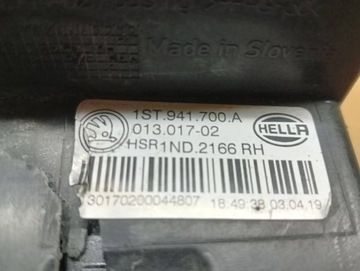 Made in Slove
1ST.941.700.A
013.017-02
HSR1ND.2166 RH
HELLA
30170200044807 18:49:38 03.04.19